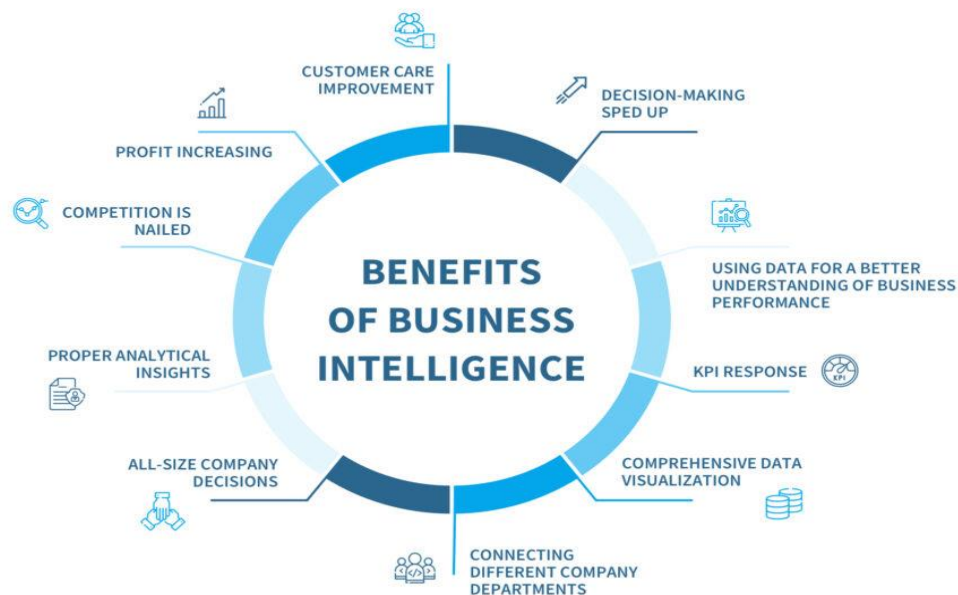 CUSTOMER CARE
IMPROVEMENT
DECISION-MAKING
SPED UP
PROFIT INCREASING
COMPETITION IS
NAILED
BENEFITS
OF BUSINESS
INTELLIGENCE
USING DATA FOR A BETTER
UNDERSTANDING OF BUSINESS
PERFORMANCE
PROPER ANALYTICAL
INSIGHTS
KPI RESPONSE
KPI
ALL-SIZE COMPANY
DECISIONS
COMPREHENSIVE DATA
VISUALIZATION
CONNECTING
DIFFERENT COMPANY
DEPARTMENTS